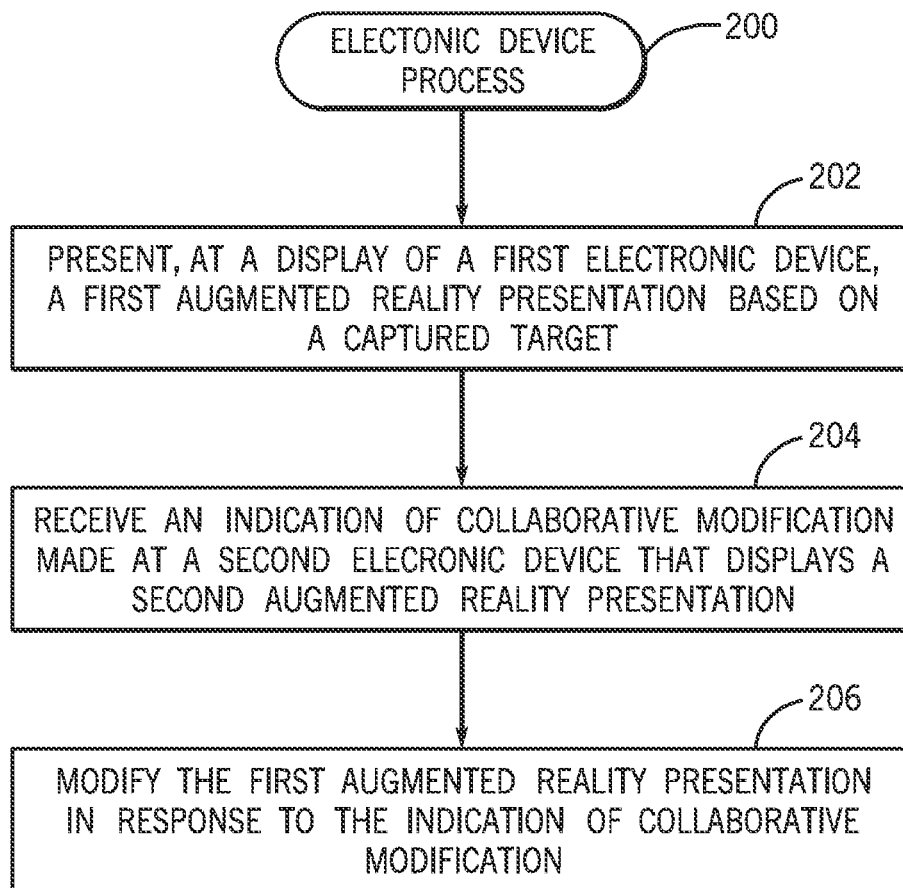 ELECTONIC DEVICE
PROCESS
200
202
PRESENT, AT A DISPLAY OF A FIRST ELECTRONIC DEVICE,
A FIRST AUGMENTED REALITY PRESENTATION BASED ON
A CAPTURED TARGET
204
RECEIVE AN INDICATION OF COLLABORATIVE MODIFICATION
MADE AT A SECOND ELECRONIC DEVICE THAT DISPLAYS A
SECOND AUGMENTED REALITY PRESENTATION
206
MODIFY THE FIRST AUGMENTED REALITY PRESENTATION
IN RESPONSE TO THE INDICATION OF COLLABORATIVE
MODIFICATION